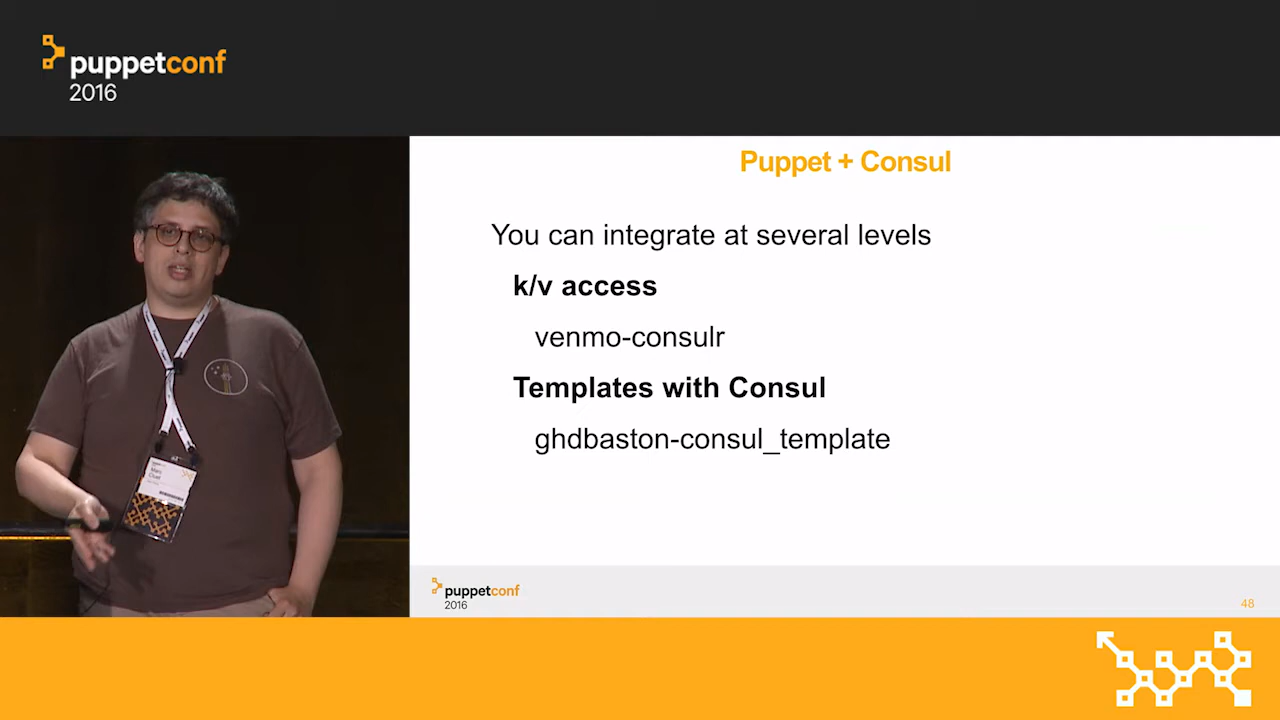 puppetconf
2016
Puppet + Consul
You can integrate at several levels
k/v access
venmo-consulr
Templates with Consul
ghdbaston-consul_template
puppetconf
2016
48